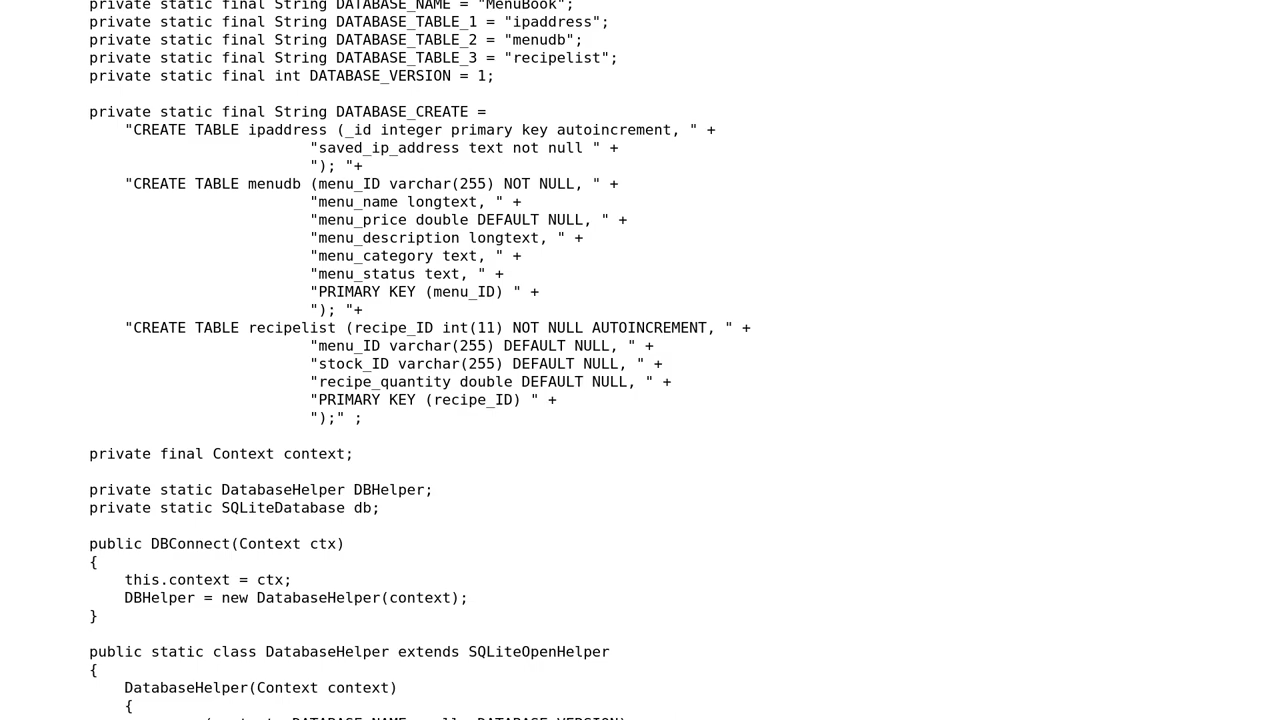 private static final String DATABASE_NAME = "MenuBook";
private static final String DATABASE_TABLE_1 = "ipaddress";
private static final String DATABASE_TABLE_2 = "menudb";
private static final String DATABASE_TABLE_3 = "recipelist";
private static final int DATABASE_VERSION = 1;

private static final String DATABASE_CREATE =
    "CREATE TABLE ipaddress (_id integer primary key autoincrement, " +
                         "saved_ip_address text not null " +
                         "); "+
    "CREATE TABLE menudb (menu_ID varchar(255) NOT NULL, " +
                         "menu_name longtext, " +
                         "menu_price double DEFAULT NULL, " +
                         "menu_description longtext, " +
                         "menu_category text, " +
                         "menu_status text, " +
                         "PRIMARY KEY (menu_ID) " +
                         "); "+
    "CREATE TABLE recipelist (recipe_ID int(11) NOT NULL AUTOINCREMENT, " +
                         "menu_ID varchar(255) DEFAULT NULL, " +
                         "stock_ID varchar(255) DEFAULT NULL, " +
                         "recipe_quantity double DEFAULT NULL, " +
                         "PRIMARY KEY (recipe_ID) " +
                         ");" ;

private final Context context;

private static DatabaseHelper DBHelper;
private static SQLiteDatabase db;

public DBConnect(Context ctx)
{
    this.context = ctx;
    DBHelper = new DatabaseHelper(context);
}

public static class DatabaseHelper extends SQLiteOpenHelper
{
    DatabaseHelper(Context context)
    {